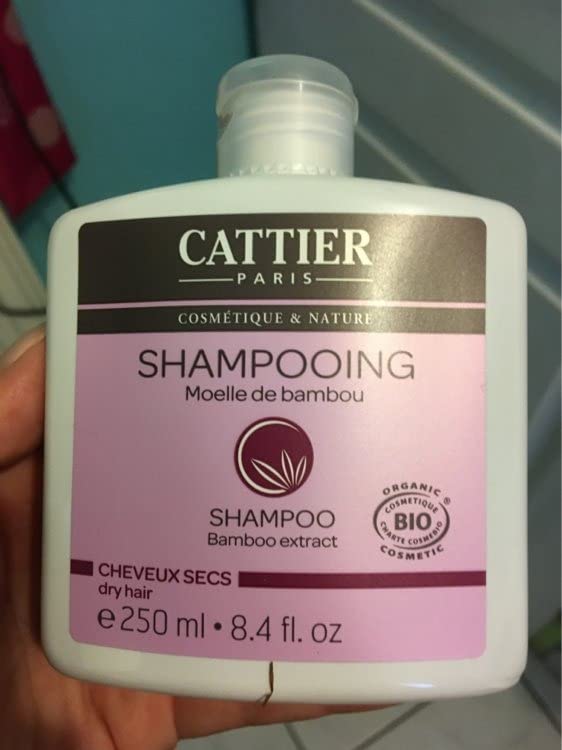 CATTIER
PARIS
COSMÉTIQUE & NATURE
SHAMPOOING
Moelle de bambou
SHAMPOO
Bamboo extract
ORGANIC ®
COSMETIQUE
BIO
CHARTE COSMEBIO
COSMETIC
CHEVEUX SECS
dry hair
e 250 ml • 8.4 fl. oz